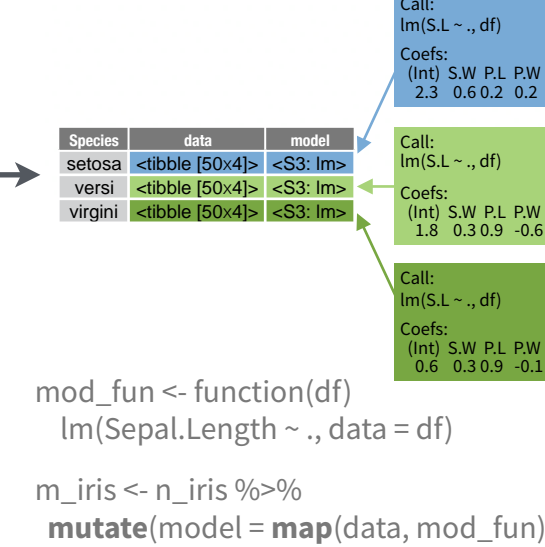 Call:
lm(S.L ~ ., df)
Coefs:
(Int) S.W P.L P.W
2.3 0.6 0.2 0.2
Species data model
setosa <tibble [50x4]> <S3: lm>
versi <tibble [50x4]> <S3: lm>
virgini <tibble [50x4]> <S3: lm>
Call:
lm(S.L ~ ., df)
Coefs:
(Int) S.W P.L P.W
1.8 0.3 0.9 -0.6
Call:
lm(S.L ~ ., df)
Coefs:
(Int) S.W P.L P.W
0.6 0.3 0.9 -0.1
mod_fun <- function(df)
lm(Sepal.Length ~ ., data = df)
m_iris <- n_iris %>%
mutate(model = map(data, mod_fun)